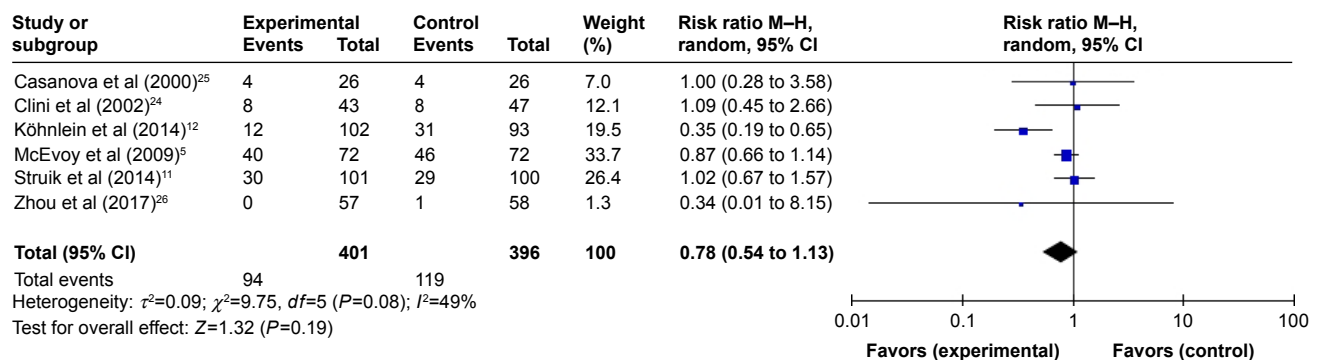 Study or subgroup Experimental Control Weight Risk ratio M–H, Risk ratio M–H,
Events Total Events Total (%) random, 95% CI random, 95% CI
Casanova et al (2000)²⁵ 4 26 4 26 7.0 1.00 (0.28 to 3.58)
Clini et al (2002)²⁴ 8 43 8 47 12.1 1.09 (0.45 to 2.66)
Köhnlein et al (2014)¹² 12 102 31 93 19.5 0.35 (0.19 to 0.65)
McEvoy et al (2009)⁵ 40 72 46 72 33.7 0.87 (0.66 to 1.14)
Struik et al (2014)¹¹ 30 101 29 100 26.4 1.02 (0.67 to 1.57)
Zhou et al (2017)²⁶ 0 57 1 58 1.3 0.34 (0.01 to 8.15)
Total (95% CI) 401 396 100 0.78 (0.54 to 1.13)
Total events 94 119
Heterogeneity: τ²=0.09; χ²=9.75, df=5 (P=0.08); I²=49%
Test for overall effect: Z=1.32 (P=0.19)
0.01 0.1 1 10 100
Favors (experimental) Favors (control)